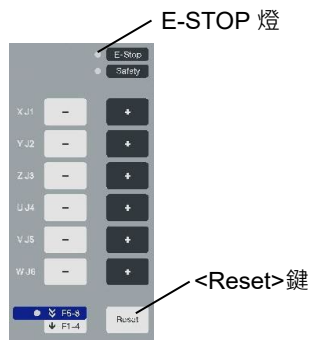 E-STOP 燈
E-Stop
Safety
X J1 - +
Y J2 - +
Z J3 - +
U J4 - +
V J5 - +
W J6 - +
<Reset>鍵
F5-8 Reset
F1-4